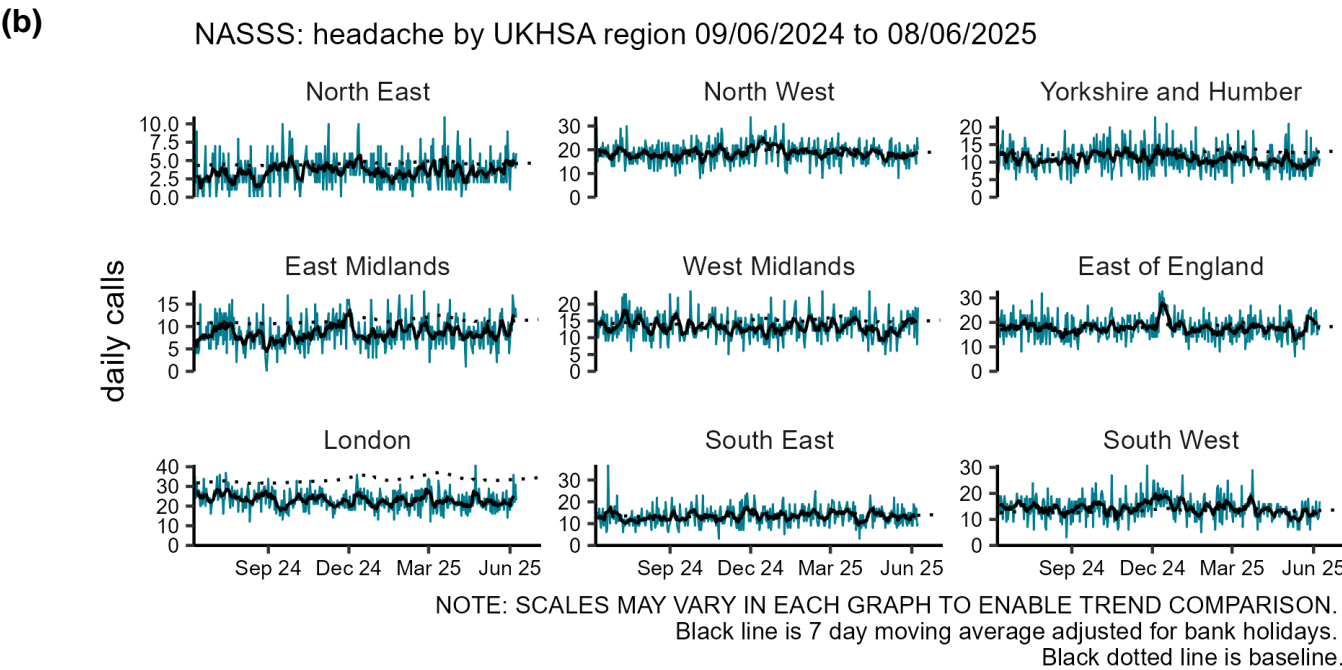 (b)
NASSS: headache by UKHSA region 09/06/2024 to 08/06/2025
daily calls
North East
10.0
7.5
5.0
2.5
0.0
North West
30
20
10
0
Yorkshire and Humber
20
15
10
5
0
East Midlands
15
10
5
0
West Midlands
20
15
10
5
0
East of England
30
20
10
0
London
40
30
20
10
0
Sep 24 Dec 24 Mar 25 Jun 25
South East
30
20
10
0
Sep 24 Dec 24 Mar 25 Jun 25
South West
30
20
10
0
Sep 24 Dec 24 Mar 25 Jun 25
NOTE: SCALES MAY VARY IN EACH GRAPH TO ENABLE TREND COMPARISON.
Black line is 7 day moving average adjusted for bank holidays.
Black dotted line is baseline.